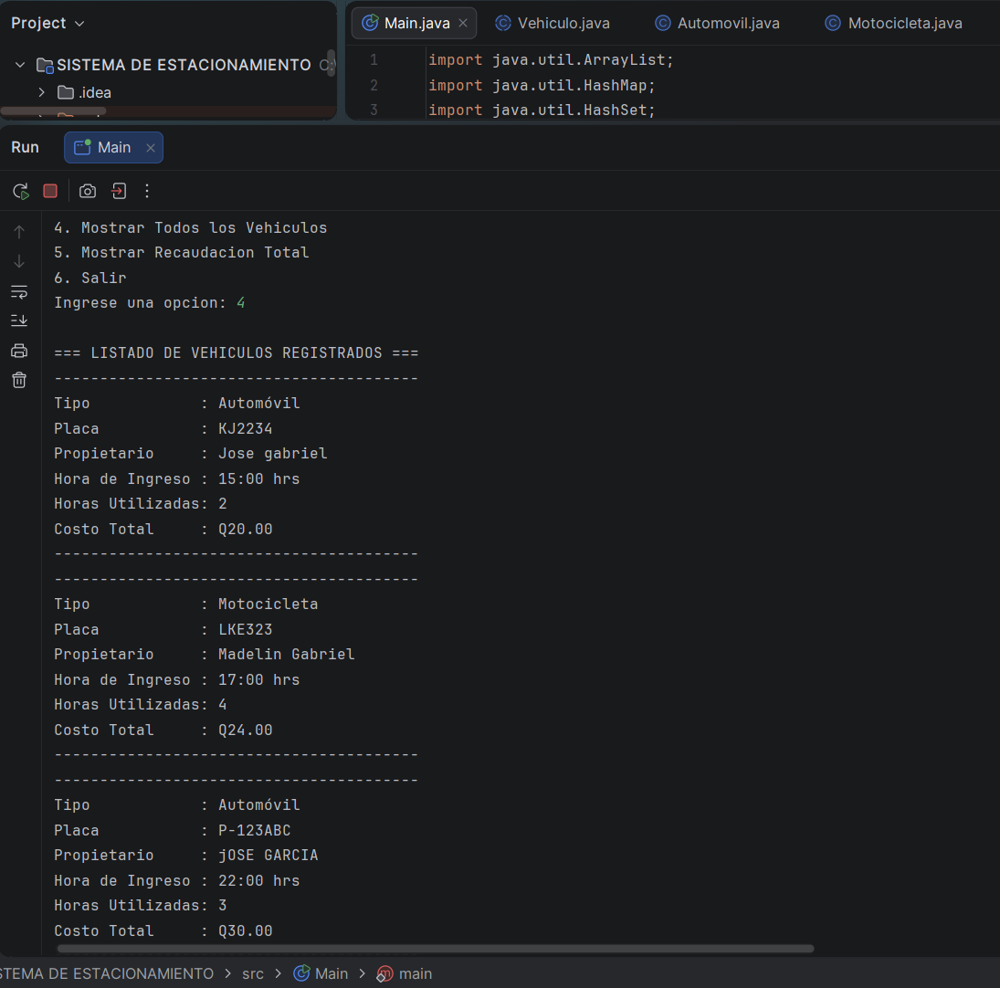 Project
Main.java Vehiculo.java Automovil.java Motocicleta.java
SISTEMA DE ESTACIONAMIENTO
.idea
1 import java.util.ArrayList;
2 import java.util.HashMap;
3 import java.util.HashSet;
Run Main
4. Mostrar Todos los Vehiculos
5. Mostrar Recaudacion Total
6. Salir
Ingrese una opcion: 4
=== LISTADO DE VEHICULOS REGISTRADOS ===
----------------------------------------
Tipo : Automóvil
Placa : KJ2234
Propietario : Jose gabriel
Hora de Ingreso : 15:00 hrs
Horas Utilizadas: 2
Costo Total : Q20.00
----------------------------------------
----------------------------------------
Tipo : Motocicleta
Placa : LKE323
Propietario : Madelin Gabriel
Hora de Ingreso : 17:00 hrs
Horas Utilizadas: 4
Costo Total : Q24.00
----------------------------------------
----------------------------------------
Tipo : Automóvil
Placa : P-123ABC
Propietario : jOSE GARCIA
Hora de Ingreso : 22:00 hrs
Horas Utilizadas: 3
Costo Total : Q30.00
STEMA DE ESTACIONAMIENTO > src > Main > main